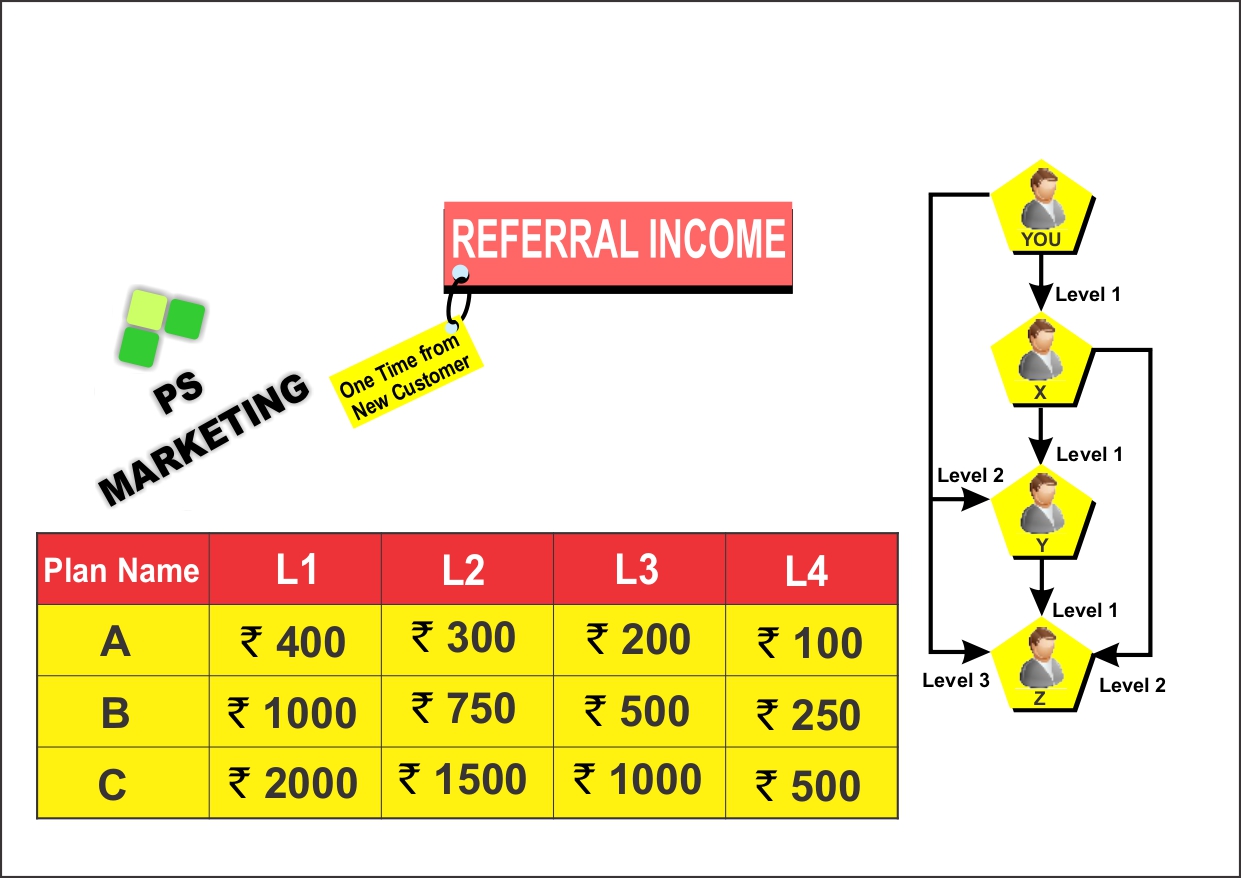 REFERRAL INCOME
One Time from
New Customer
PS
MARKETING
Plan Name L1 L2 L3 L4
A ₹ 400 ₹ 300 ₹ 200 ₹ 100
B ₹ 1000 ₹ 750 ₹ 500 ₹ 250
C ₹ 2000 ₹ 1500 ₹ 1000 ₹ 500
YOU
Level 1
X
Level 1
Level 2
Y
Level 1
Level 3
Z
Level 2